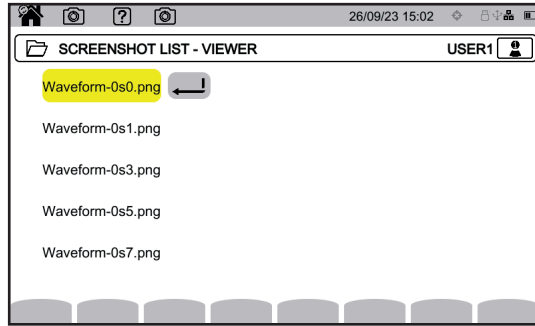 26/09/23 15:02
SCREENSHOT LIST - VIEWER USER1
Waveform-0s0.png
Waveform-0s1.png
Waveform-0s3.png
Waveform-0s5.png
Waveform-0s7.png